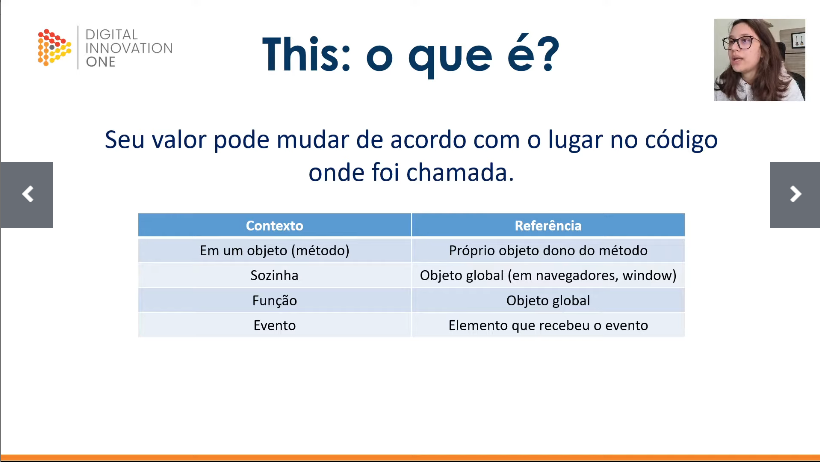 DIGITAL
INNOVATION
ONE
This: o que é?
Seu valor pode mudar de acordo com o lugar no código
onde foi chamada.
Contexto Referência
Em um objeto (método) Próprio objeto dono do método
Sozinha Objeto global (em navegadores, window)
Função Objeto global
Evento Elemento que recebeu o evento